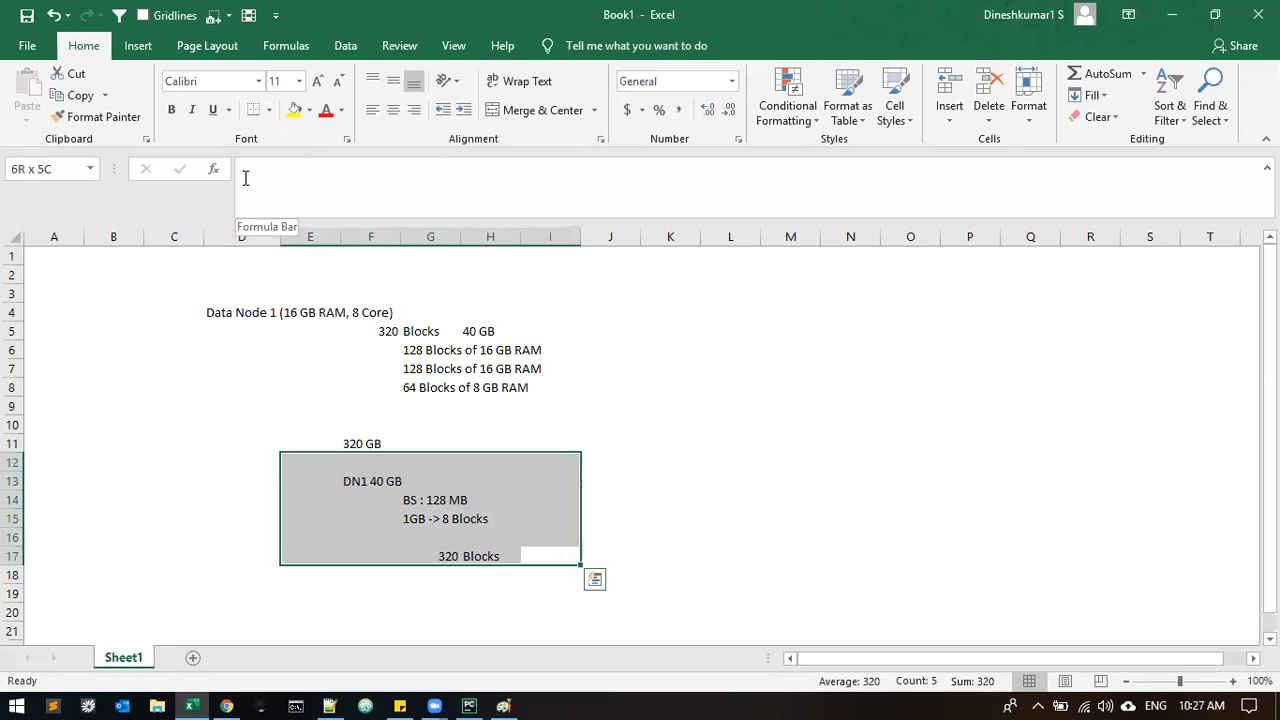 Gridlines
Book1 - Excel
Dineshkumar1 S
File Home Insert Page Layout Formulas Data Review View Help Tell me what you want to do Share
Paste
Cut
Copy
Format Painter
Clipboard
Calibri 11
B I U
Font
Wrap Text
Merge & Center
Alignment
General
$ % ,
Number
Conditional Formatting
Format as Table
Cell Styles
Styles
Insert Delete Format
Cells
AutoSum
Fill
Clear
Sort & Filter
Find & Select
Editing
6R x 5C
fx
Formula Bar
A B C D E F G H I J K L M N O P Q R S T
1
2
3
4 Data Node 1 (16 GB RAM, 8 Core)
5 320 Blocks 40 GB
6 128 Blocks of 16 GB RAM
7 128 Blocks of 16 GB RAM
8 64 Blocks of 8 GB RAM
9
10
11 320 GB
12
13 DN1 40 GB
14 BS : 128 MB
15 1GB -> 8 Blocks
16
17 320 Blocks
18
19
20
21
Sheet1
Ready
Average: 320 Count: 5 Sum: 320 100%
ENG 10:27 AM